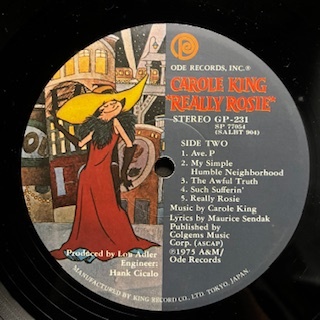 ODE RECORDS, INC.®
CAROLE KING
"REALLY ROSIE"
STEREO GP-231
SP 77054
(SALBT 904)
SIDE TWO
1. Ave. P
2. My Simple
Humble Neighborhood
3. The Awful Truth
4. Such Sufferin'
5. Really Rosie
Music by Carole King
Lyrics by Maurice Sendak
Published by
Colgems Music
Corp. (ASCAP)
℗1975 A&M/
Ode Records
Produced by Lou Adler
Engineer:
Hank Cicalo
MANUFACTURED BY KING RECORD CO., LTD. TOKYO, JAPAN.